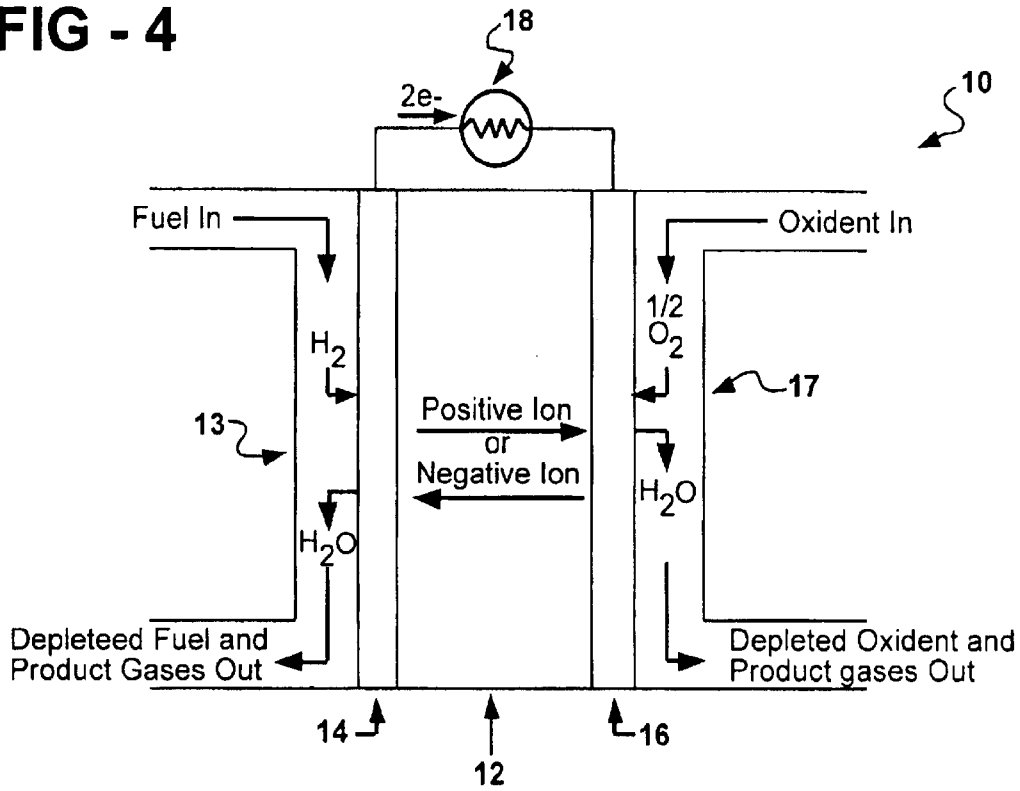 FIG - 4
18
10
2e-
Fuel In
Oxident In
1/2
O2
H2
17
Positive Ion
13
or
Negative Ion
H2O
H2O
Depleteed Fuel and
Product Gases Out
Depleted Oxident and
Product gases Out
14
16
12